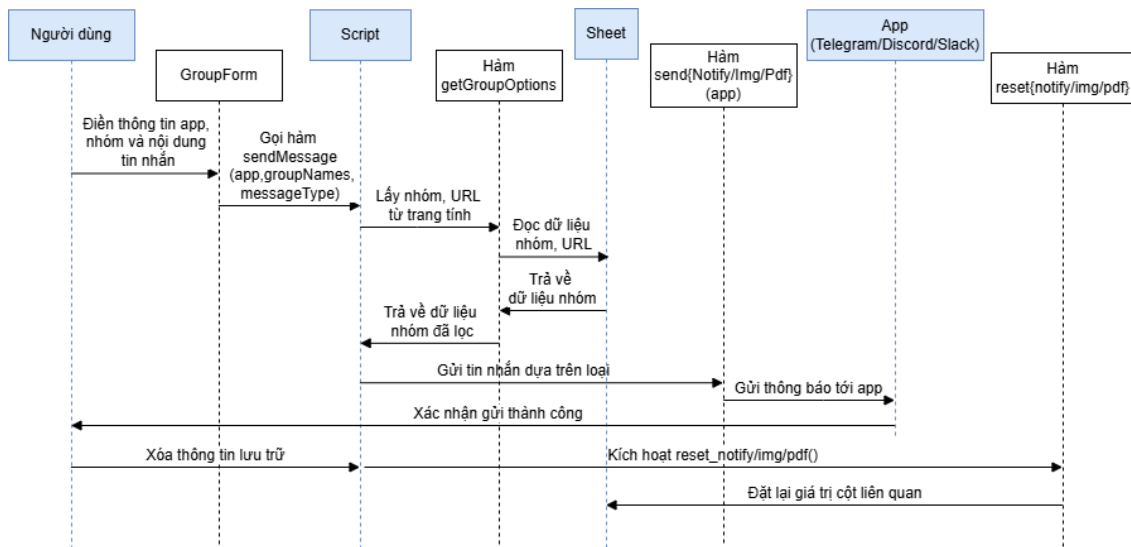 Người dùng
Script
Sheet
App
(Telegram/Discord/Slack)
GroupForm
Hàm
getGroupOptions
Hàm
send{Notify/Img/Pdf}
(app)
Hàm
reset{notify/img/pdf}
Điền thông tin app,
nhóm và nội dung
tin nhắn
Gọi hàm
sendMessage
(app,groupNames,
messageType)
Lấy nhóm, URL
từ trang tính
Đọc dữ liệu
nhóm, URL
Trả về
dữ liệu nhóm
Trả về dữ liệu
nhóm đã lọc
Gửi tin nhắn dựa trên loại
Gửi thông báo tới app
Xác nhận gửi thành công
Xóa thông tin lưu trữ
Kích hoạt reset_notify/img/pdf()
Đặt lại giá trị cột liên quan